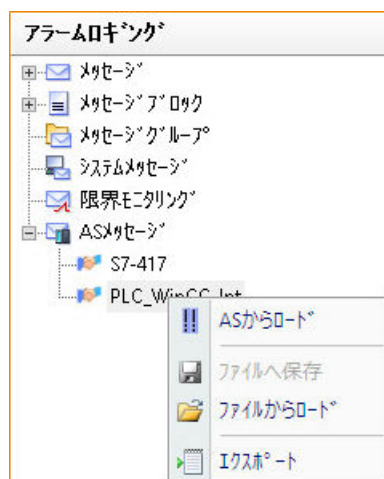 アラームロギング
メッセージ
メッセージブロック
メッセージグループ
システムメッセージ
限界モニタリング
ASメッセージ
S7-417
PLC_WinCC_Int
ASからロード
ファイルへ保存
ファイルからロード
エクスポート